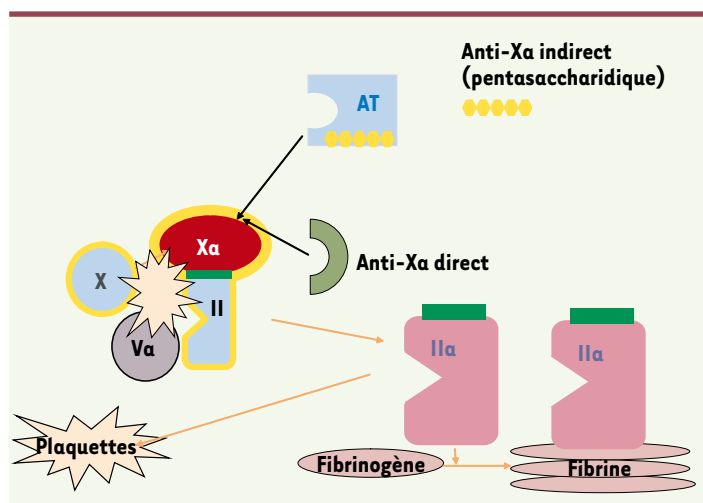 Anti-Xa indirect
(pentasaccharidique)
AT
Xa
Anti-Xa direct
X
II
Va
IIa
IIa
Plaquettes
Fibrinogène
Fibrine